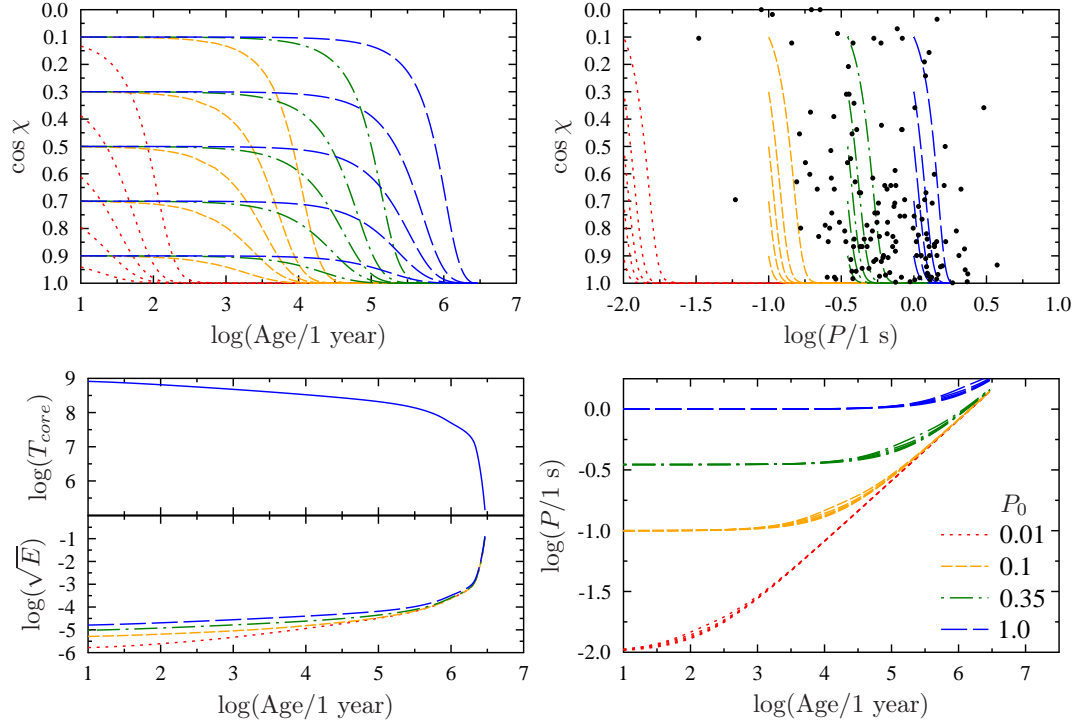 0.0
0.1
0.2
0.3
0.4
0.5
0.6
0.7
0.8
0.9
1.0
cos χ
1 2 3 4 5 6 7
log(Age/1 year)
0.0
0.1
0.2
0.3
0.4
0.5
0.6
0.7
0.8
0.9
1.0
cos χ
-2.0 -1.5 -1.0 -0.5 0.0 0.5 1.0
log(P/1 s)
9
8
7
6
log(T_core)
-1
-2
-3
-4
-5
-6
log(√E)
1 2 3 4 5 6 7
log(Age/1 year)
0.0
-0.5
-1.0
-1.5
-2.0
log(P/1 s)
P₀
0.01
0.1
0.35
1.0
1 2 3 4 5 6 7
log(Age/1 year)